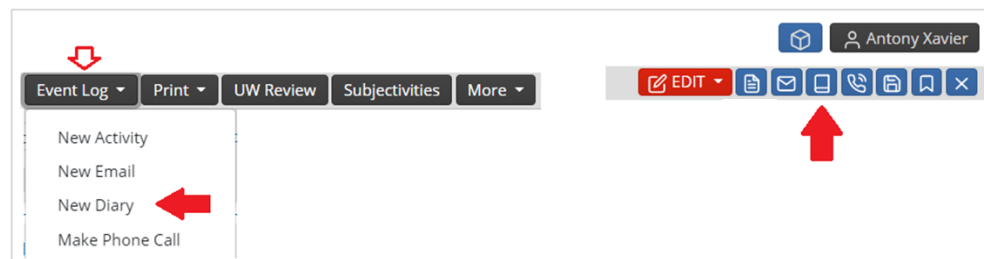 Antony Xavier
Event Log Print UW Review Subjectivities More EDIT
New Activity
New Email
New Diary
Make Phone Call